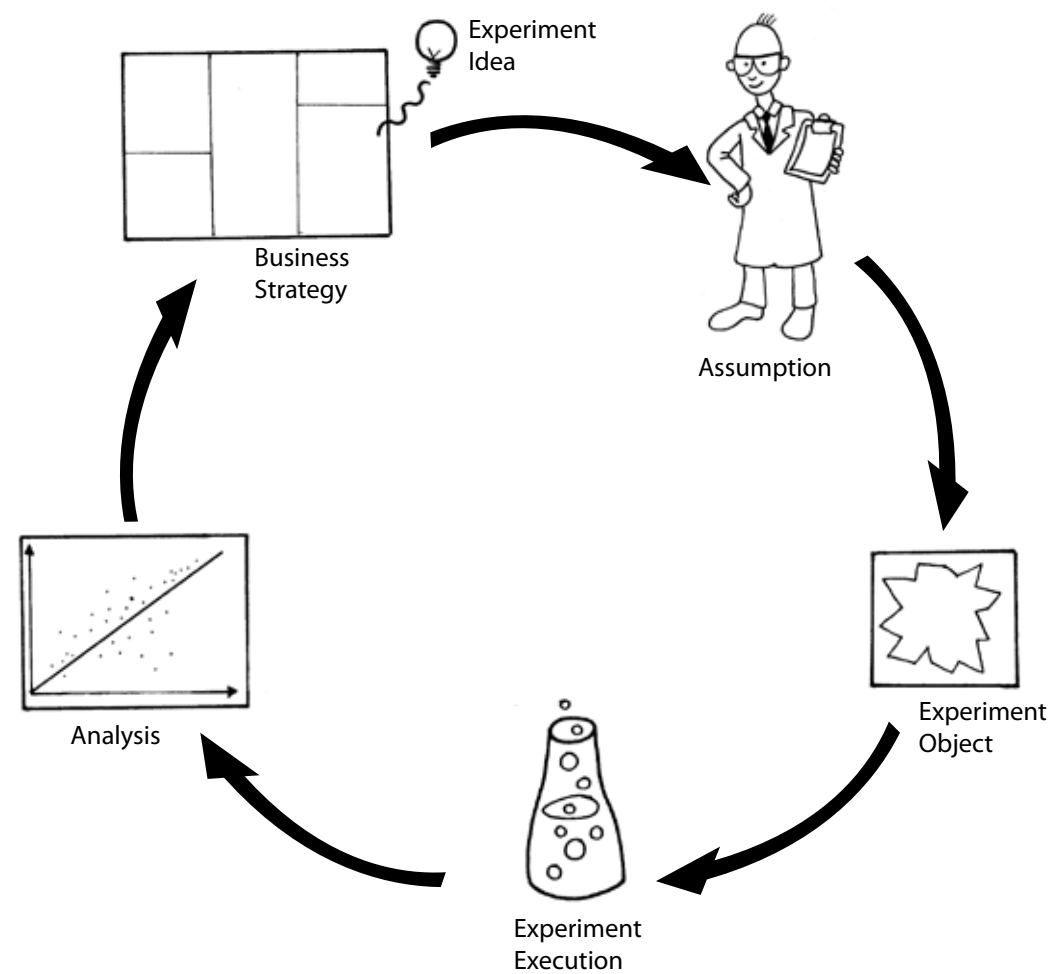 Experiment
Idea
Business
Strategy
Assumption
Experiment
Object
Experiment
Execution
Analysis